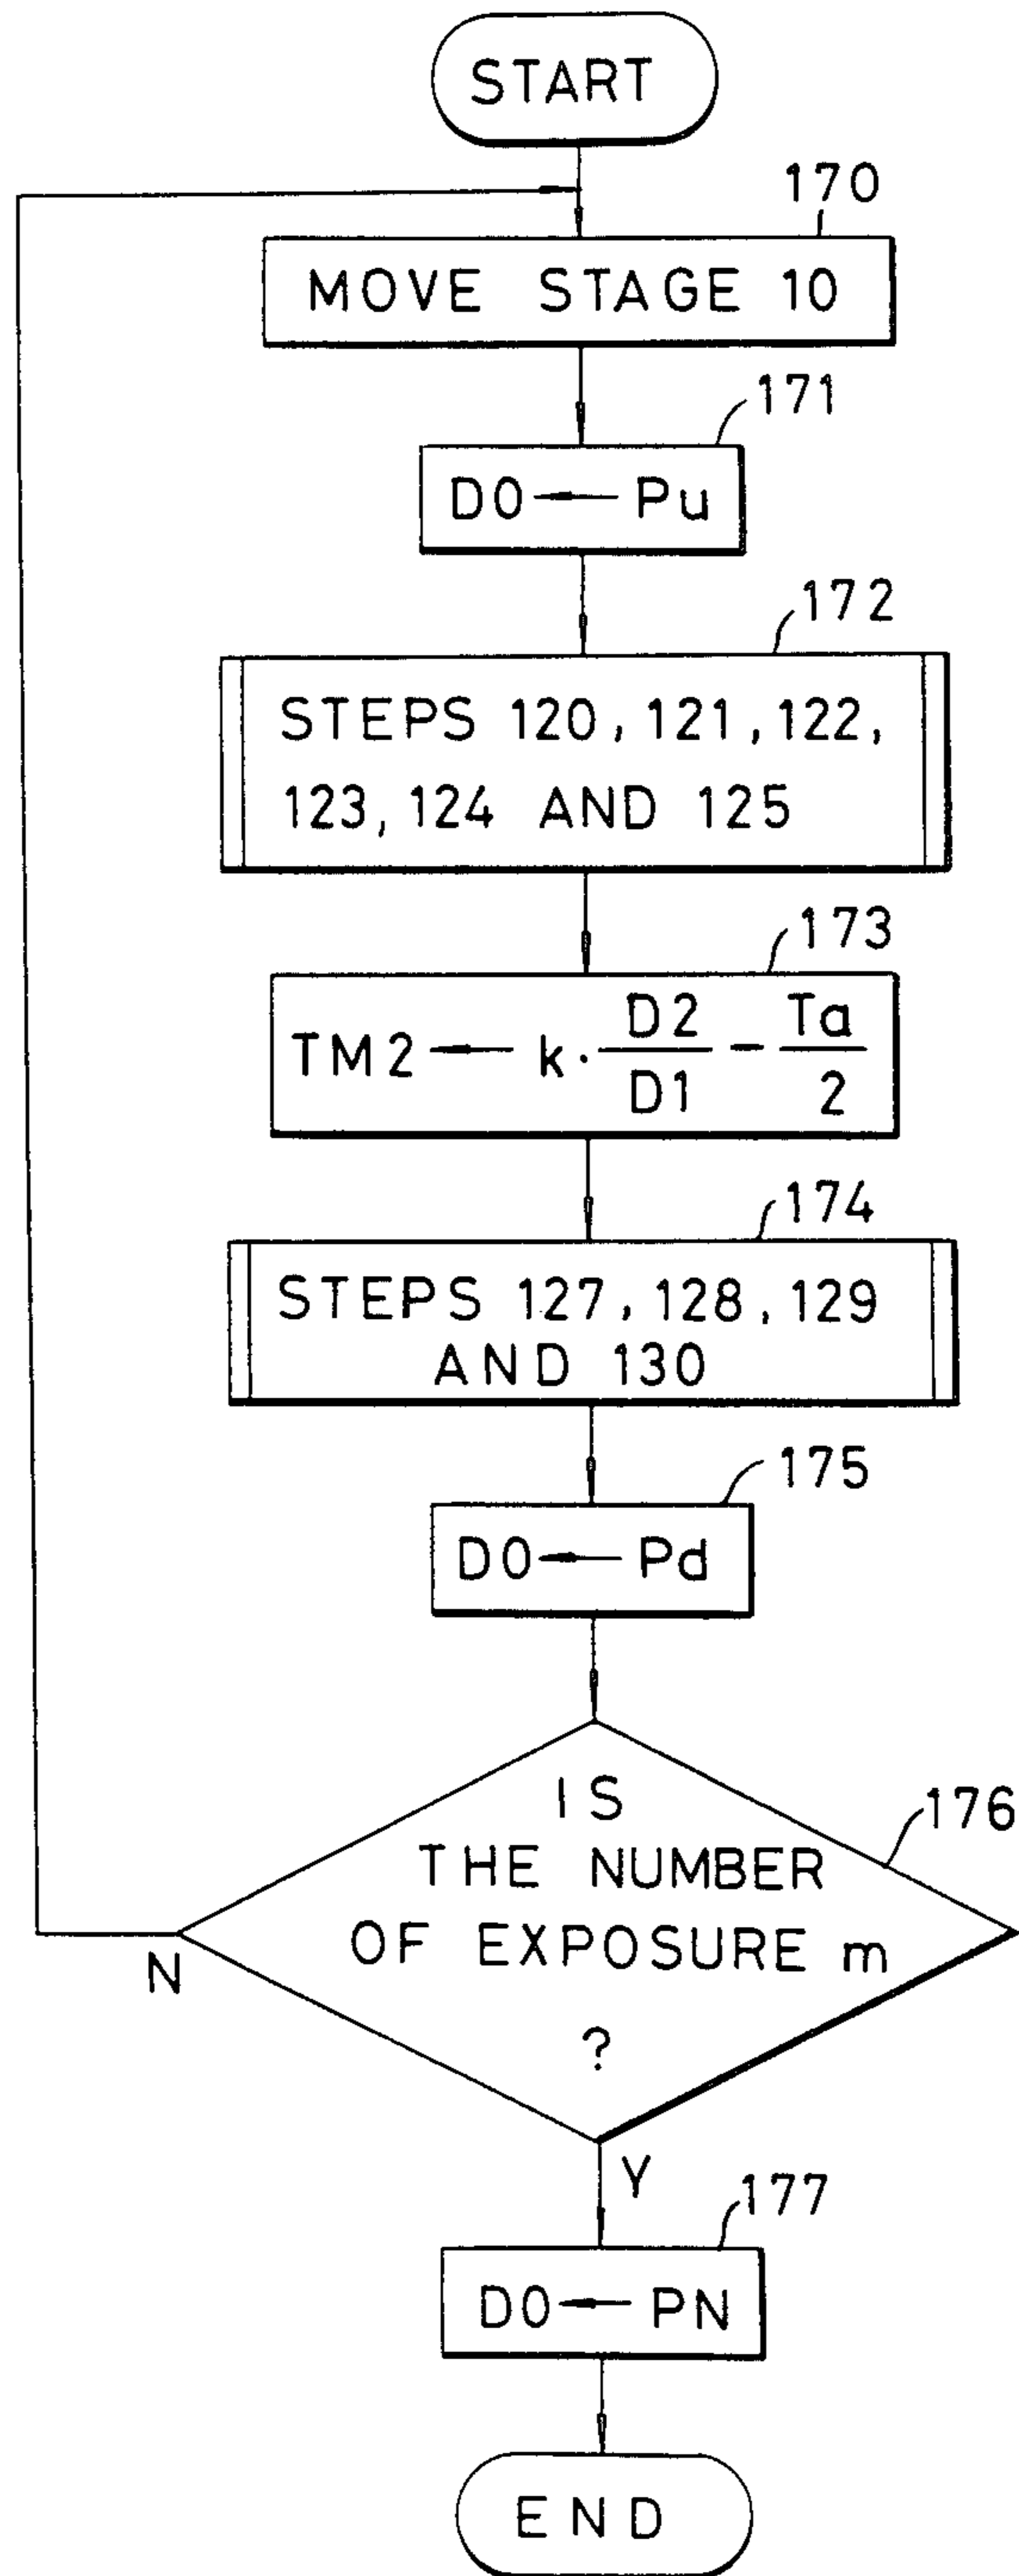 START
170
MOVE STAGE 10
171
D0 ← Pu
172
STEPS 120, 121, 122,
123, 124 AND 125
173
TM2 ← k · D2/D1 - Ta/2
174
STEPS 127, 128, 129
AND 130
175
D0 ← Pd
IS
176
THE NUMBER
OF EXPOSURE m
N
?
Y
177
D0 ← PN
END